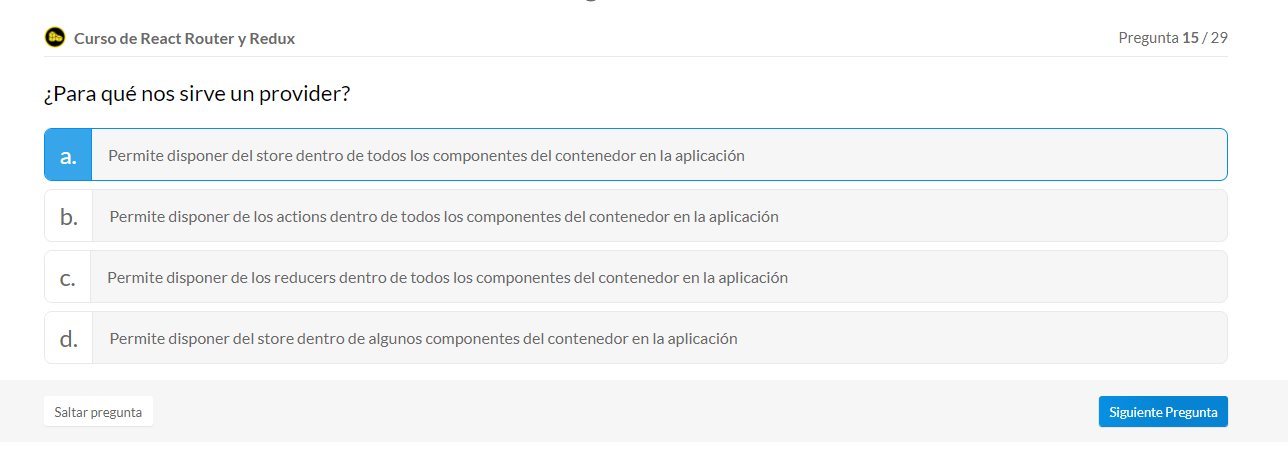 Curso de React Router y Redux
Pregunta 15 / 29
¿Para qué nos sirve un provider?
a. Permite disponer del store dentro de todos los componentes del contenedor en la aplicación
b. Permite disponer de los actions dentro de todos los componentes del contenedor en la aplicación
c. Permite disponer de los reducers dentro de todos los componentes del contenedor en la aplicación
d. Permite disponer del store dentro de algunos componentes del contenedor en la aplicación
Saltar pregunta
Siguiente Pregunta